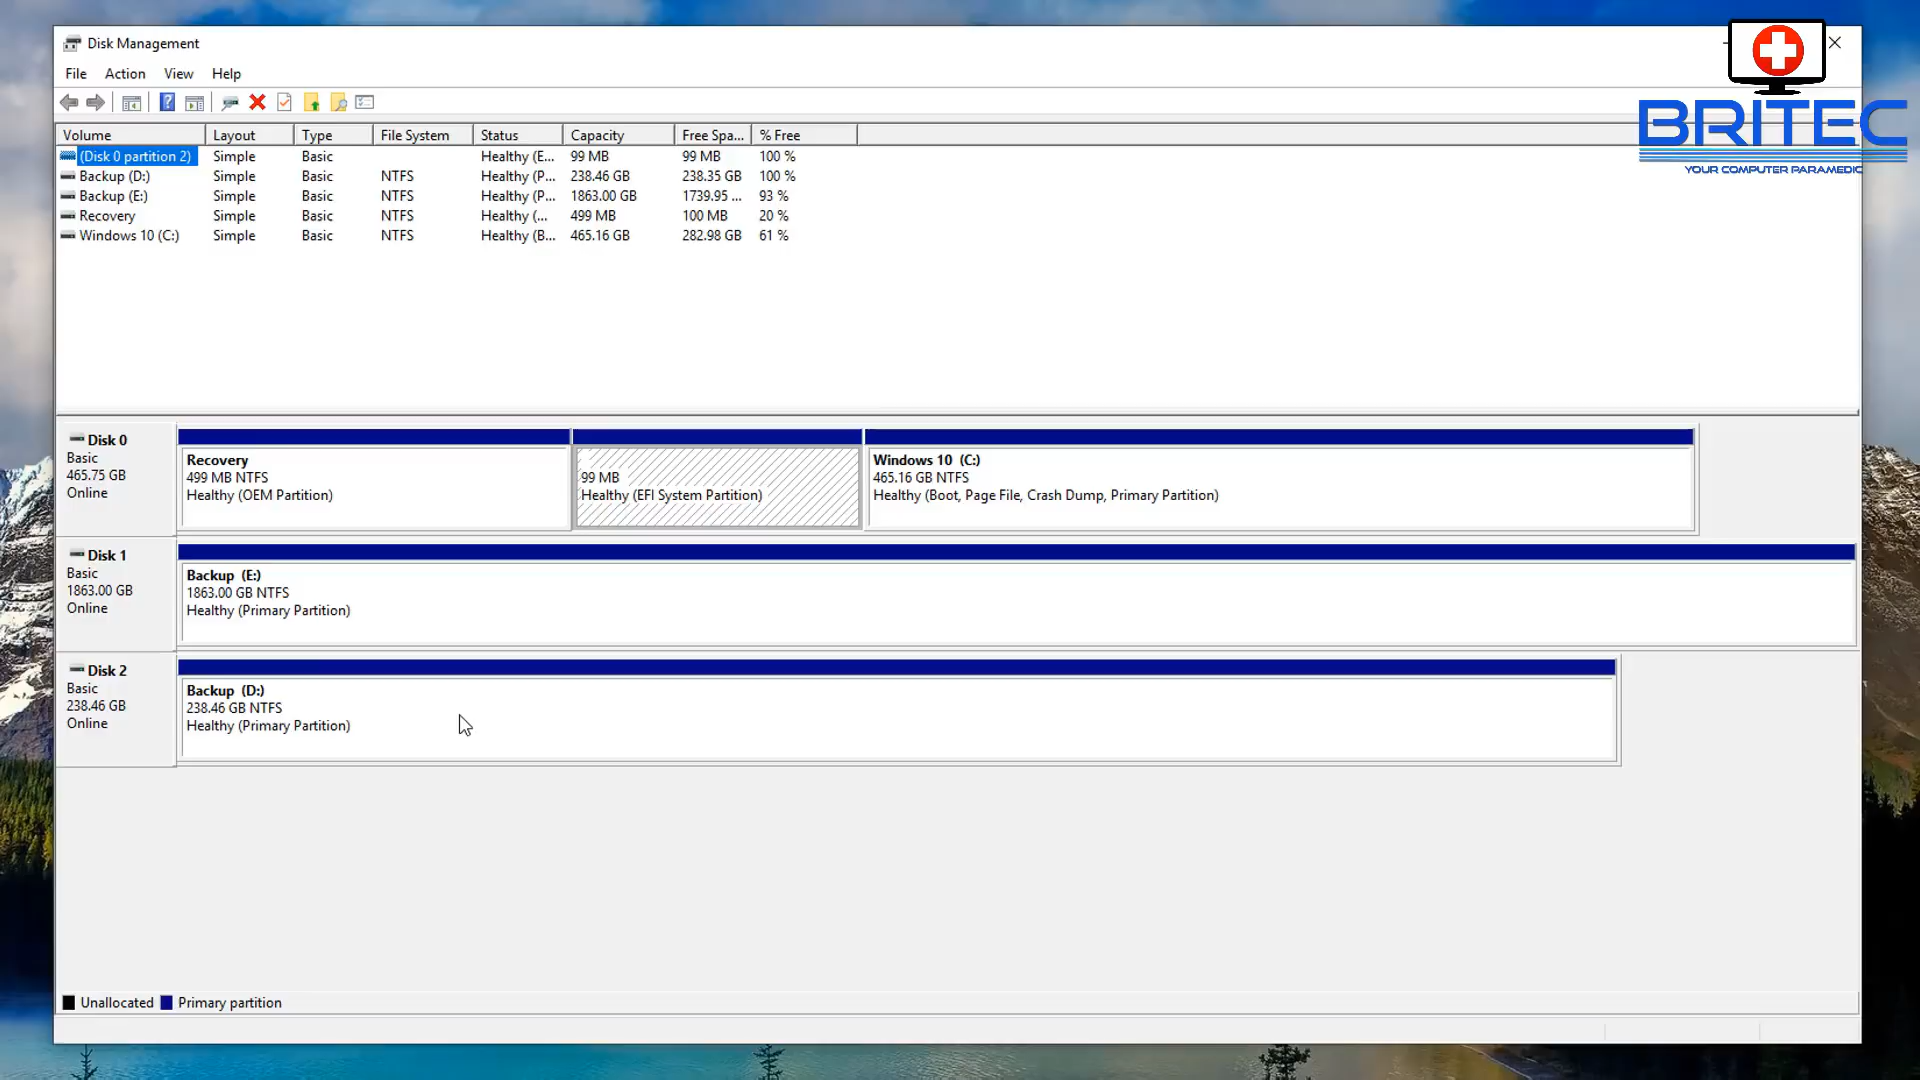 Disk Management
File Action View Help
Volume Layout Type File System Status Capacity Free Spa... % Free
(Disk 0 partition 2) Simple Basic Healthy (E... 99 MB 99 MB 100 %
Backup (D:) Simple Basic NTFS Healthy (P... 238.46 GB 238.35 GB 100 %
Backup (E:) Simple Basic NTFS Healthy (P... 1863.00 GB 1739.95 ... 93 %
Recovery Simple Basic NTFS Healthy (... 499 MB 100 MB 20 %
Windows 10 (C:) Simple Basic NTFS Healthy (B... 465.16 GB 282.98 GB 61 %
BRITEC
YOUR COMPUTER PARAMEDIC
Disk 0
Basic
465.75 GB
Online
Recovery
499 MB NTFS
Healthy (OEM Partition)
99 MB
Healthy (EFI System Partition)
Windows 10 (C:)
465.16 GB NTFS
Healthy (Boot, Page File, Crash Dump, Primary Partition)
Disk 1
Basic
1863.00 GB
Online
Backup (E:)
1863.00 GB NTFS
Healthy (Primary Partition)
Disk 2
Basic
238.46 GB
Online
Backup (D:)
238.46 GB NTFS
Healthy (Primary Partition)
Unallocated Primary partition